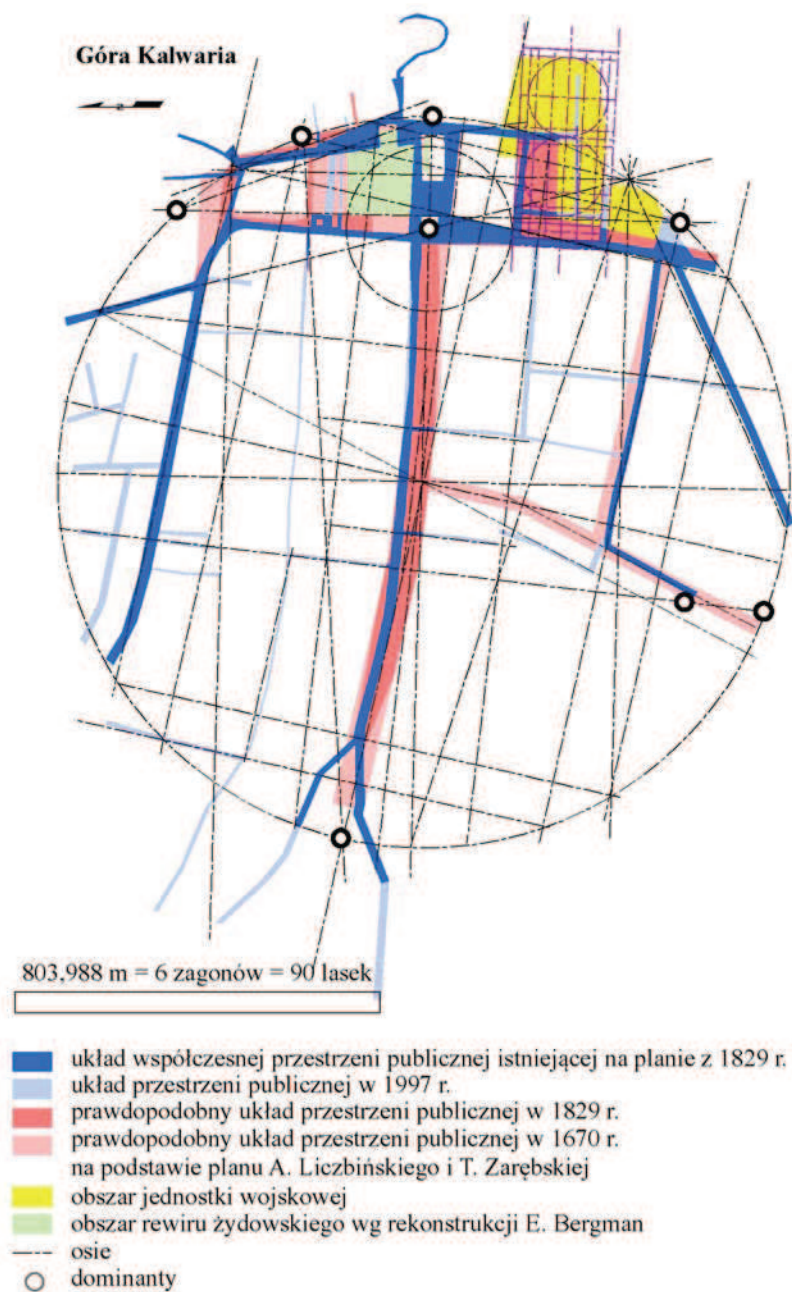 Góra Kalwaria
803,988 m = 6 zagonów = 90 lasek
układ współczesnej przestrzeni publicznej istniejącej na planie z 1829 r.
układ przestrzeni publicznej w 1997 r.
prawdopodobny układ przestrzeni publicznej w 1829 r.
prawdopodobny układ przestrzeni publicznej w 1670 r.
na podstawie planu A. Liczbińskiego i T. Zarębskiej
obszar jednostki wojskowej
obszar rewiru żydowskiego wg rekonstrukcji E. Bergman
osie
dominanty